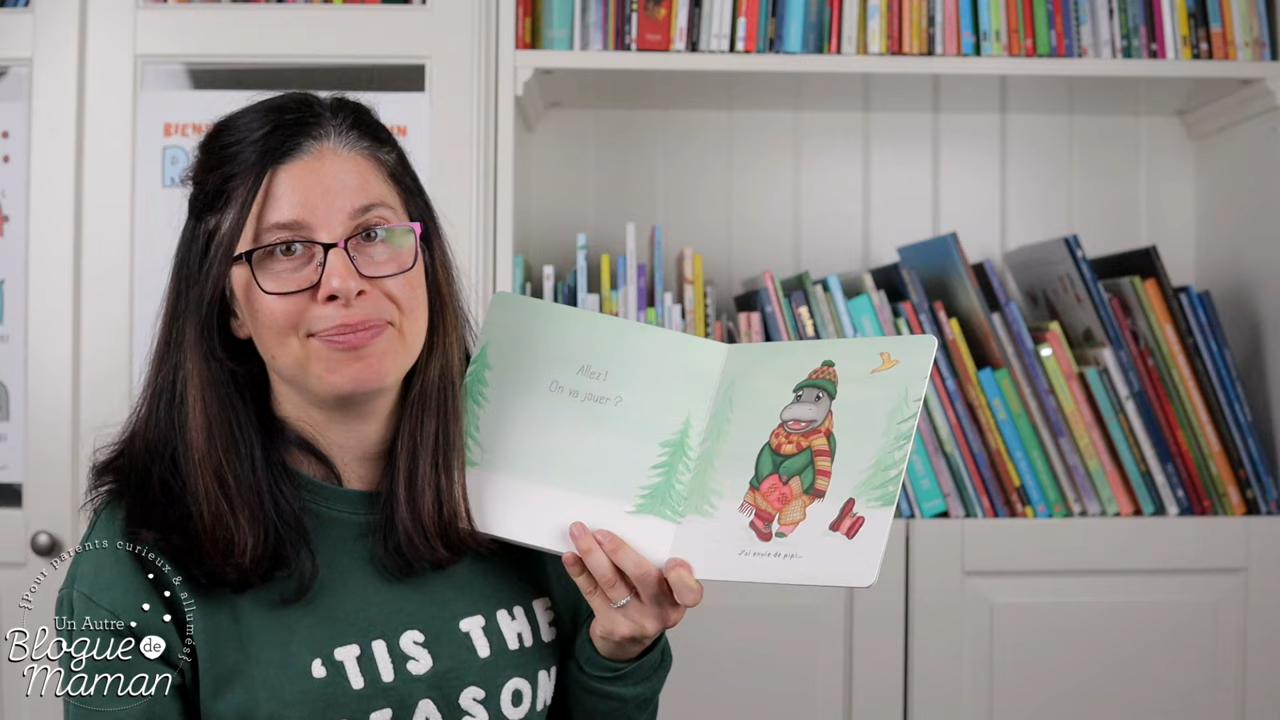 Allez!
On va jouer ?
J'ai envie de pipi...
'TIS THE
EASON
{Pour parents curieux & allumés}
Un Autre
Blogue de
Maman